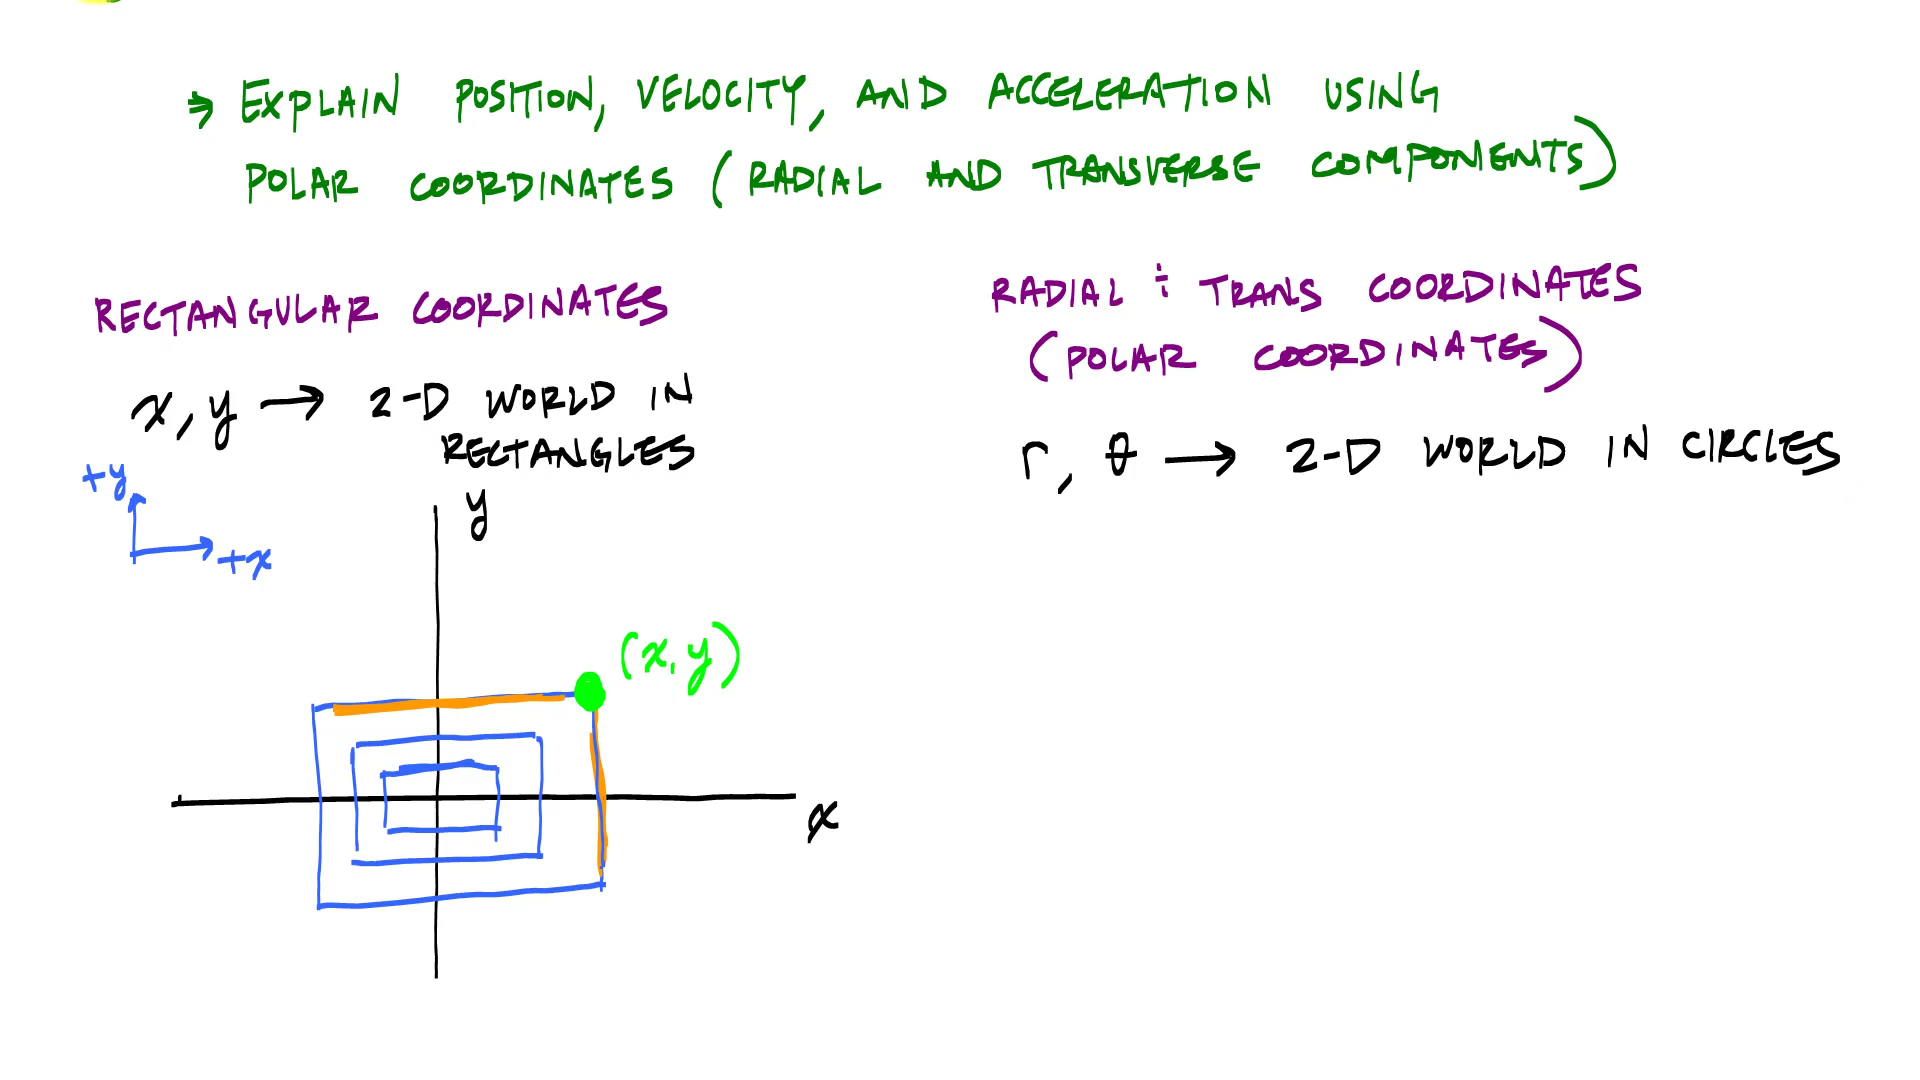 ⇒ EXPLAIN POSITION, VELOCITY, AND ACCELERATION USING
POLAR COORDINATES (RADIAL AND TRANSVERSE COMPONENTS)
RECTANGULAR COORDINATES
x, y → 2-D WORLD IN
RECTANGLES
+y
+x
y
(x, y)
x
RADIAL ÷ TRANS COORDINATES
(POLAR COORDINATES)
r, θ → 2-D WORLD IN CIRCLES